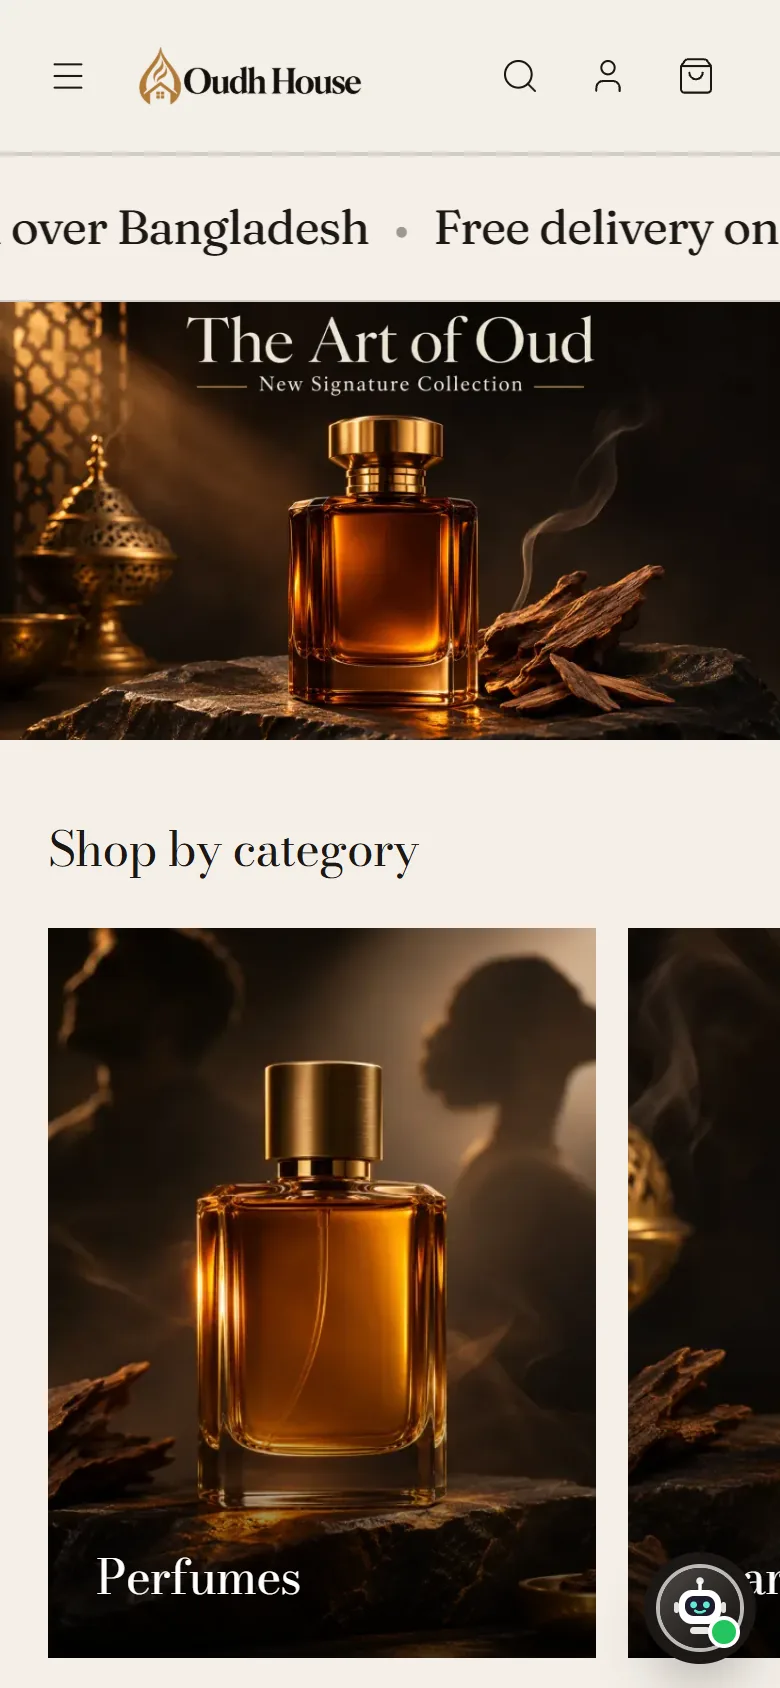 Oudh House
over Bangladesh • Free delivery on
The Art of Oud
New Signature Collection
Shop by category
Perfumes